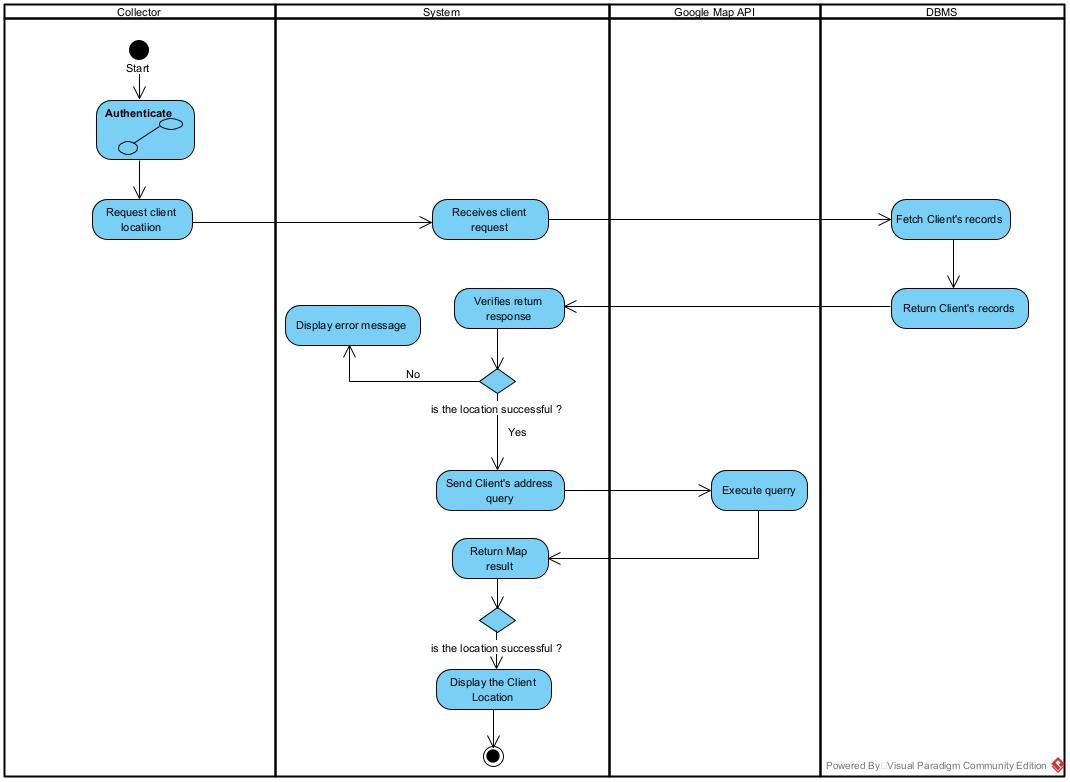 Collector
System
Google Map API
DBMS
Start
Authenticate
Request client
locatiion
Receives client
request
Fetch Client's records
Verifies return
response
Return Client's records
Display error message
No
is the location successful ?
Yes
Send Client's address
query
Execute querry
Return Map
result
is the location successful ?
Display the Client
Location
Powered By Visual Paradigm Community Edition